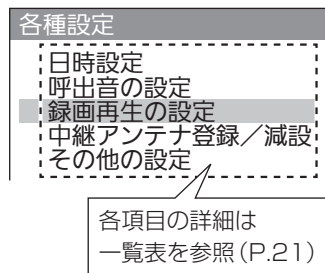 各種設定
日時設定
呼出音の設定
録画再生の設定
中継アンテナ登録／減設
その他の設定
各項目の詳細は
一覧表を参照(P.21)